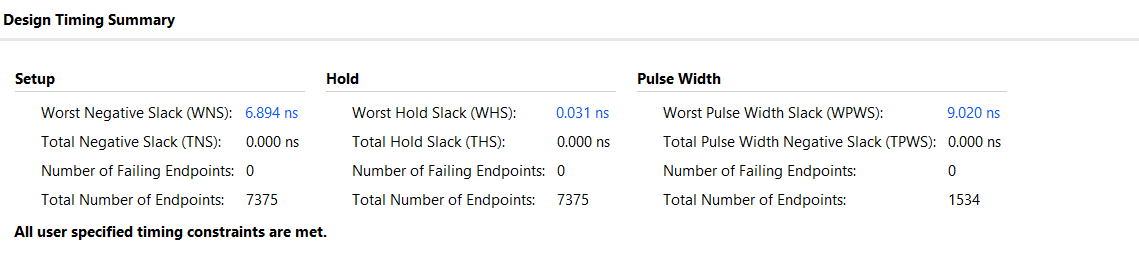 Design Timing Summary
Setup Hold Pulse Width
Worst Negative Slack (WNS): 6.894 ns Worst Hold Slack (WHS): 0.031 ns Worst Pulse Width Slack (WPWS): 9.020 ns
Total Negative Slack (TNS): 0.000 ns Total Hold Slack (THS): 0.000 ns Total Pulse Width Negative Slack (TPWS): 0.000 ns
Number of Failing Endpoints: 0 Number of Failing Endpoints: 0 Number of Failing Endpoints: 0
Total Number of Endpoints: 7375 Total Number of Endpoints: 7375 Total Number of Endpoints: 1534
All user specified timing constraints are met.